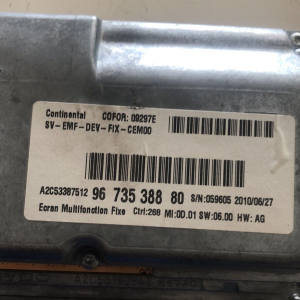 Continental COFOR: 09297E
SV-EMF-DEV-FIX-CEM00
A2C53387512 96 735 388 80 S/N:059605 2010/06/27
Ecran Multifonction Fixe Ctrl:288 MI:0D.01 SW:06.00 HW: AG